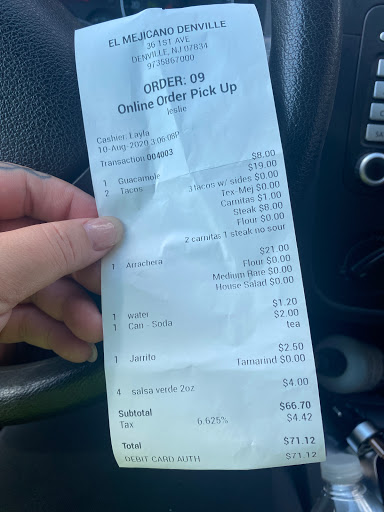 EL MEJICANO DENVILLE
36 1ST AVE
DENVILLE, NJ 07834
9735867000
ORDER: 09
Online Order Pick Up
leslie
Cashier: Layla
10-Aug-2020 3:06:08P
Transaction 004003
1 Guacamole $8.00
2 Tacos $19.00
3 tacos w/ sides $0.00
Tex-Mej $0.00
Carnitas $1.00
Steak $8.00
Flour $0.00
2 carnitas 1 steak no sour
1 Arrachera $21.00
Flour $0.00
Medium Rare $0.00
House Salad $0.00
1 water $1.20
1 Can - Soda $2.00
tea
1 Jarrito $2.50
Tamarind $0.00
4 salsa verde 2oz $4.00
Subtotal $66.70
Tax 6.625% $4.42
Total $71.12
DEBIT CARD AUTH $71.12